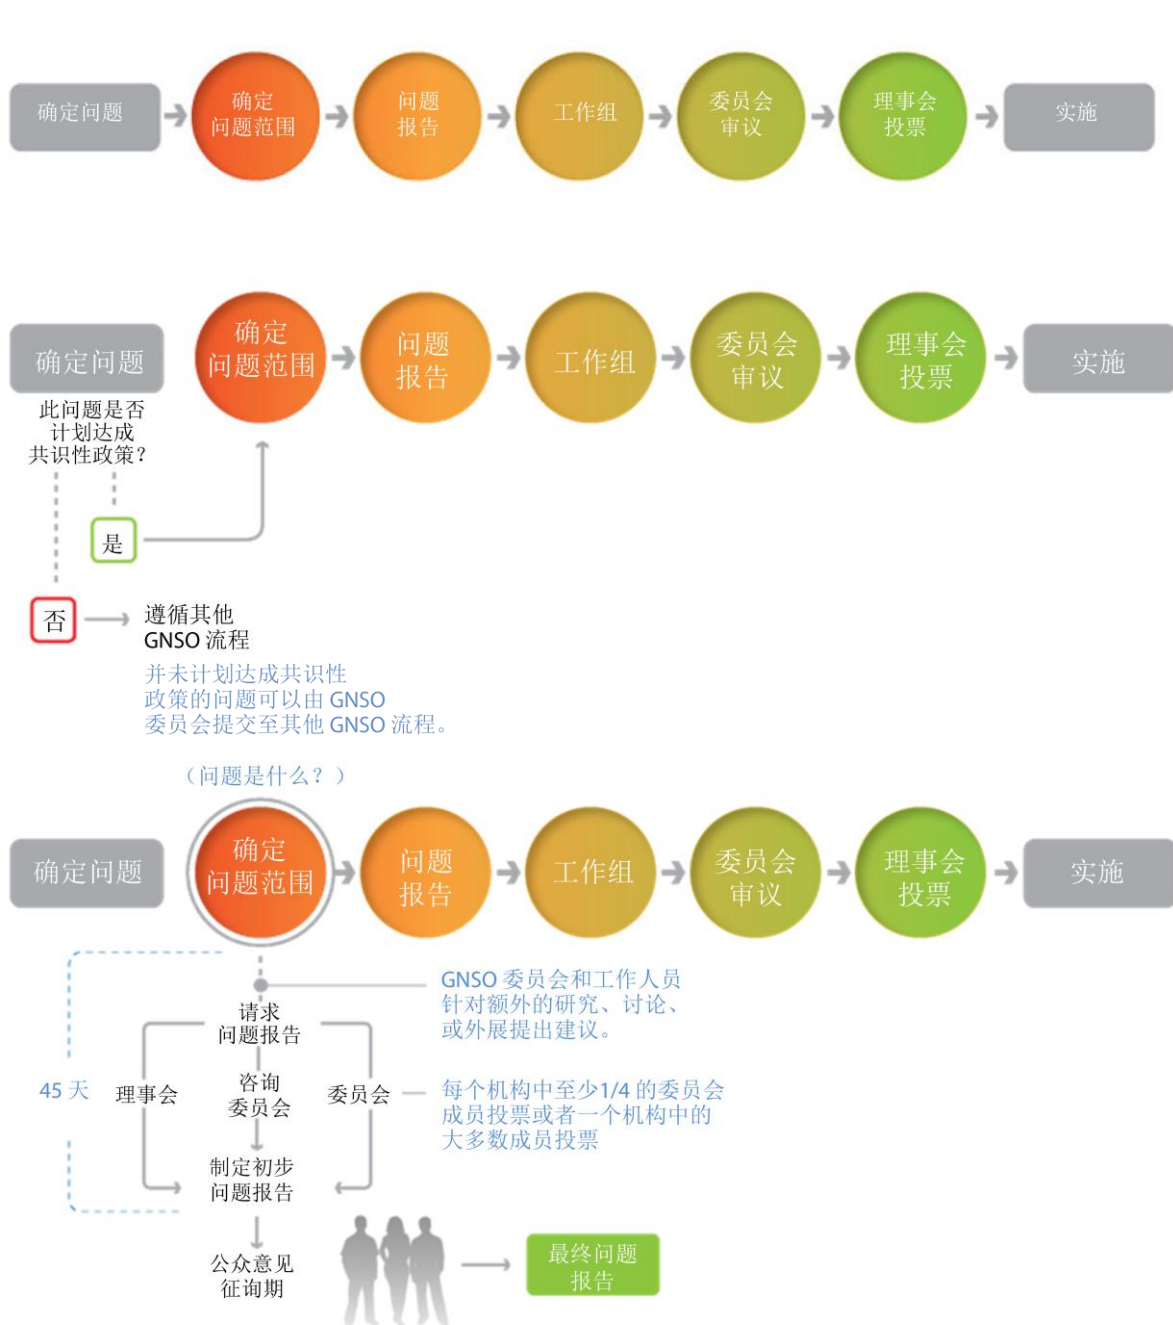 确定问题
确定
问题范围
问题
报告
工作组
委员会
审议
理事会
投票
实施
确定问题
确定
问题范围
问题
报告
工作组
委员会
审议
理事会
投票
实施
此问题是否
计划达成
共识性政策？
是
否
遵循其他
GNSO 流程
并未计划达成共识性
政策的问题可以由 GNSO
委员会提交至其他 GNSO 流程。
（问题是什么？）
确定问题
确定
问题范围
问题
报告
工作组
委员会
审议
理事会
投票
实施
GNSO 委员会和工作人员
针对额外的研究、讨论、
或外展提出建议。
请求
问题报告
45 天
理事会
咨询
委员会
委员会
每个机构中至少1/4 的委员会
成员投票或者一个机构中的
大多数成员投票
制定初步
问题报告
公众意见
征询期
最终问题
报告